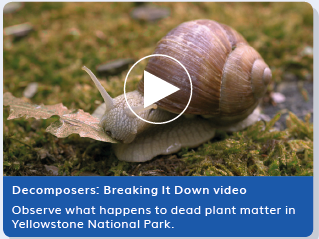 Decomposers: Breaking It Down video
Observe what happens to dead plant matter in
Yellowstone National Park.